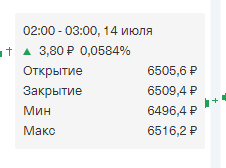 02:00 - 03:00, 14 июля
▲ 3,80 ₽ 0,0584%
Открытие 6505,6 ₽
Закрытие 6509,4 ₽
Мин 6496,4 ₽
Макс 6516,2 ₽